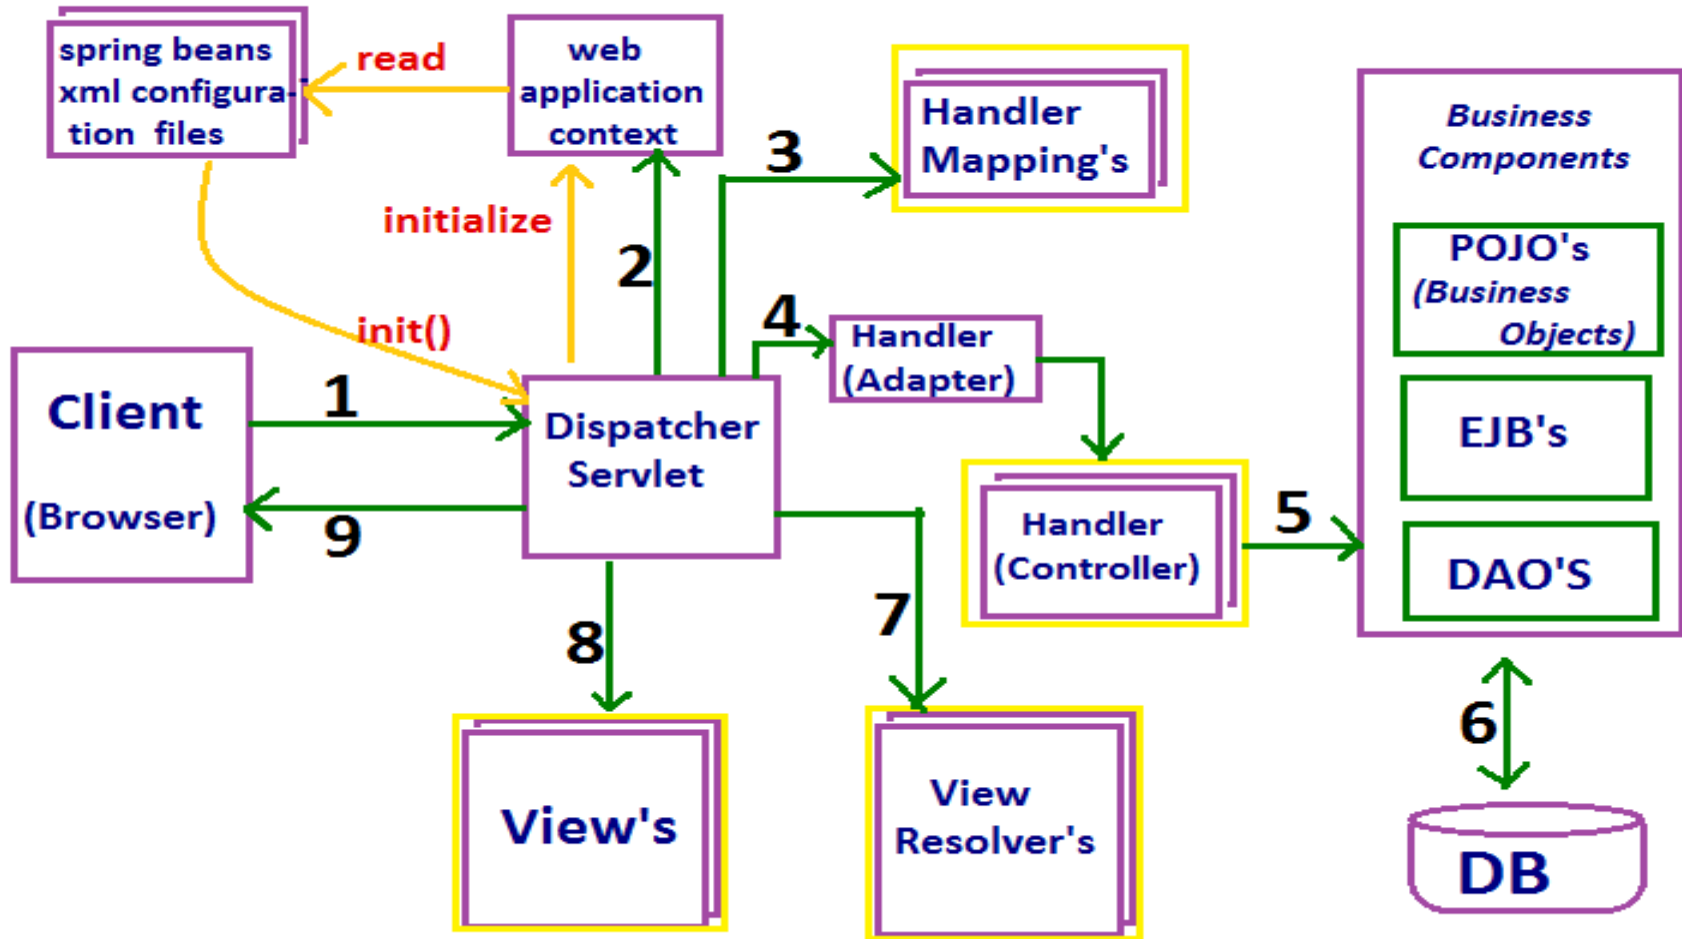 spring beans
xml configura-
tion files
read
web
application
context
3
Handler
Mapping's
Business
Components
initialize
2
init()
4
Handler
(Adapter)
POJO's
(Business
Objects)
Client
(Browser)
1
9
Dispatcher
Servlet
Handler
(Controller)
5
EJB's
DAO'S
8
7
6
View's
View
Resolver's
DB